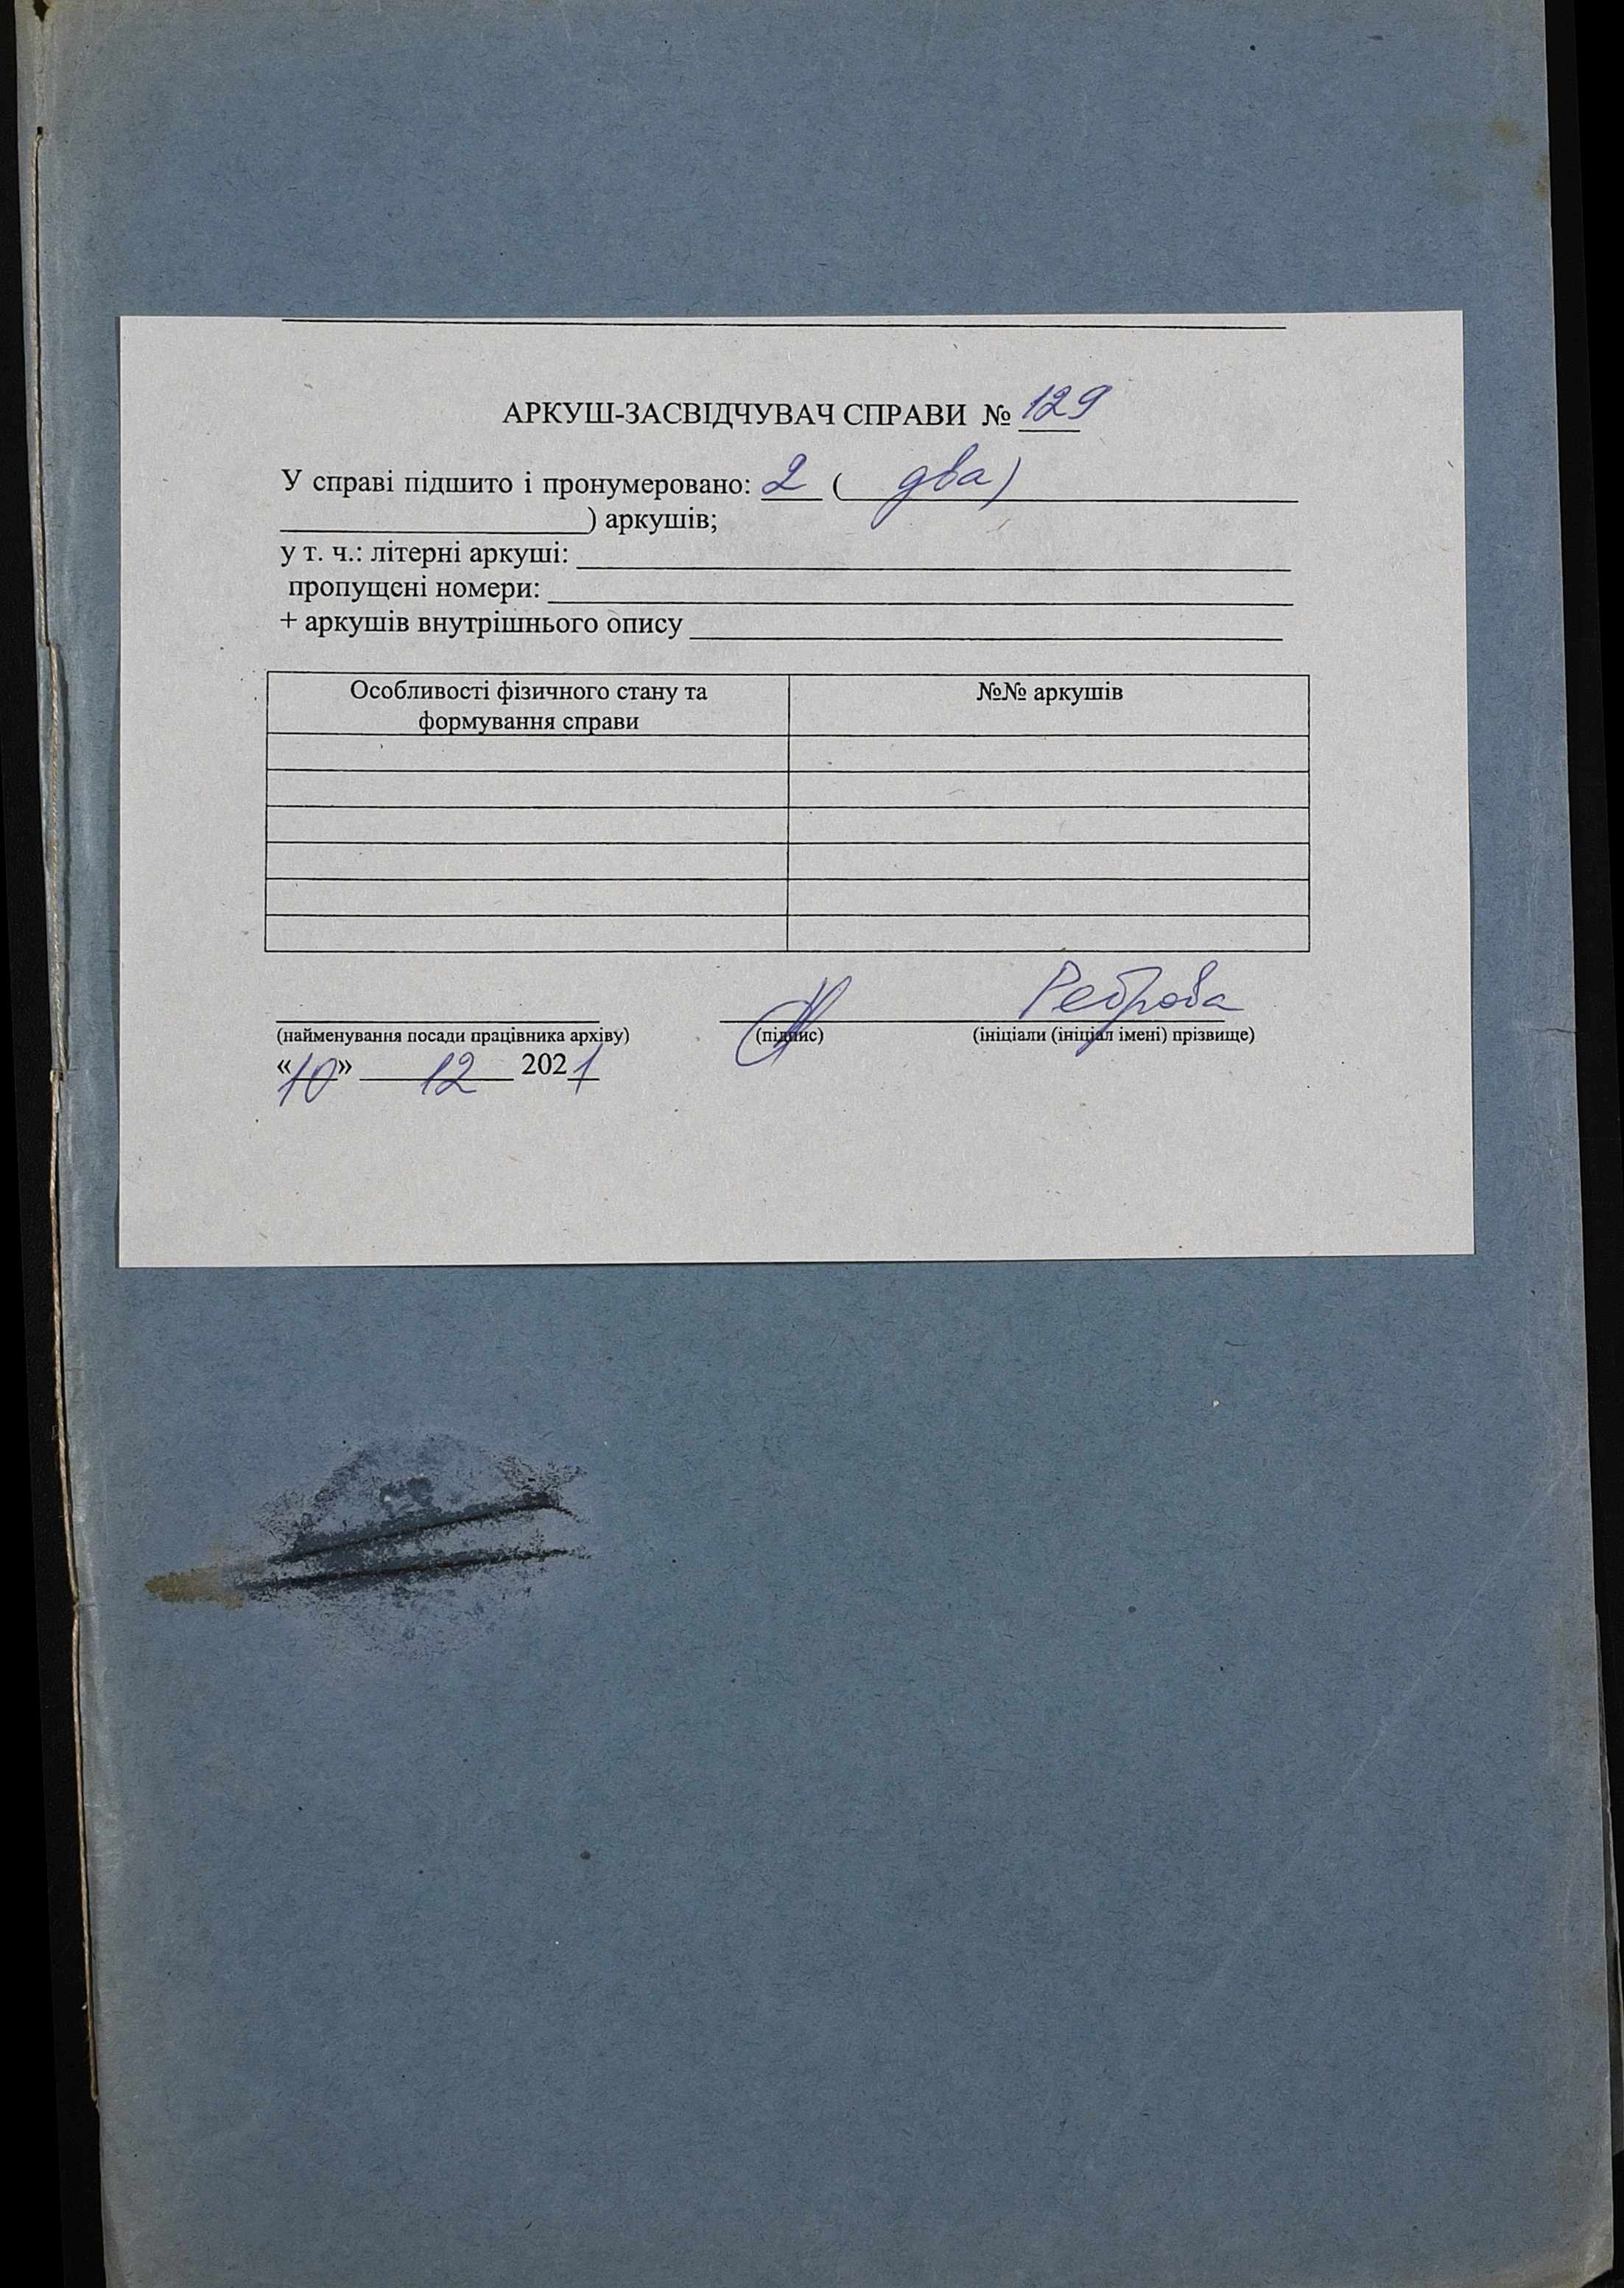 АРКУШ-ЗАСВІДЧУВАЧ СПРАВИ № 129
У справі підшито і пронумеровано: 2 ( два)
) аркушів;
у т. ч.: літерні аркуші:
пропущені номери:
+ аркушів внутрішнього опису
Особливості фізичного стану та формування справи
№№ аркушів
Реброва
(найменування посади працівника архіву) (підпис) (ініціали (ініціал імені) прізвище)
«10» 12 2021